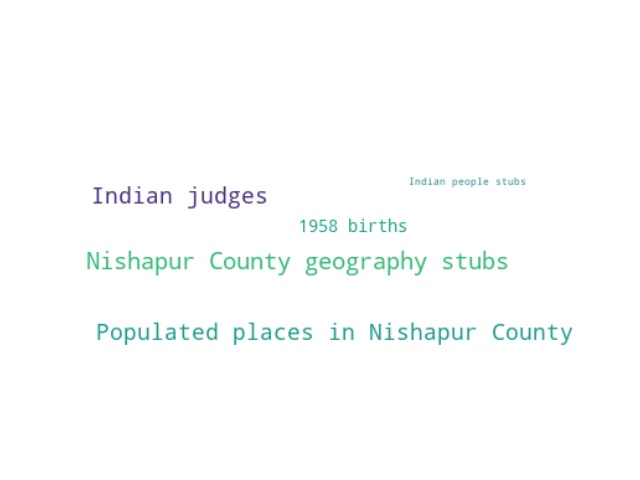 Indian people stubs
Indian judges
1958 births
Nishapur County geography stubs
Populated places in Nishapur County